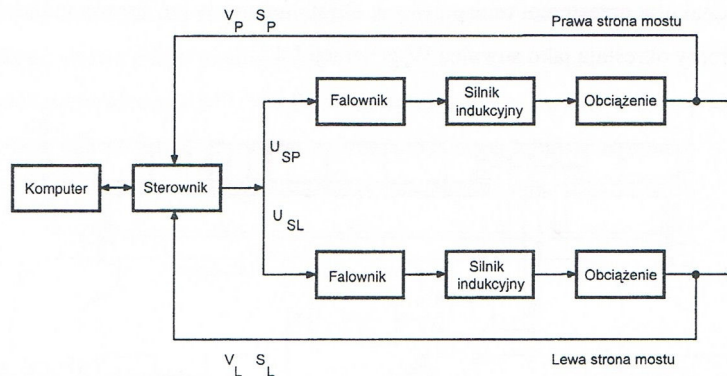 V_P S_P
Prawa strona mostu
Falownik
Silnik
indukcyjny
Obciążenie
U_SP
Komputer
Sterownik
U_SL
Falownik
Silnik
indukcyjny
Obciążenie
V_L S_L
Lewa strona mostu